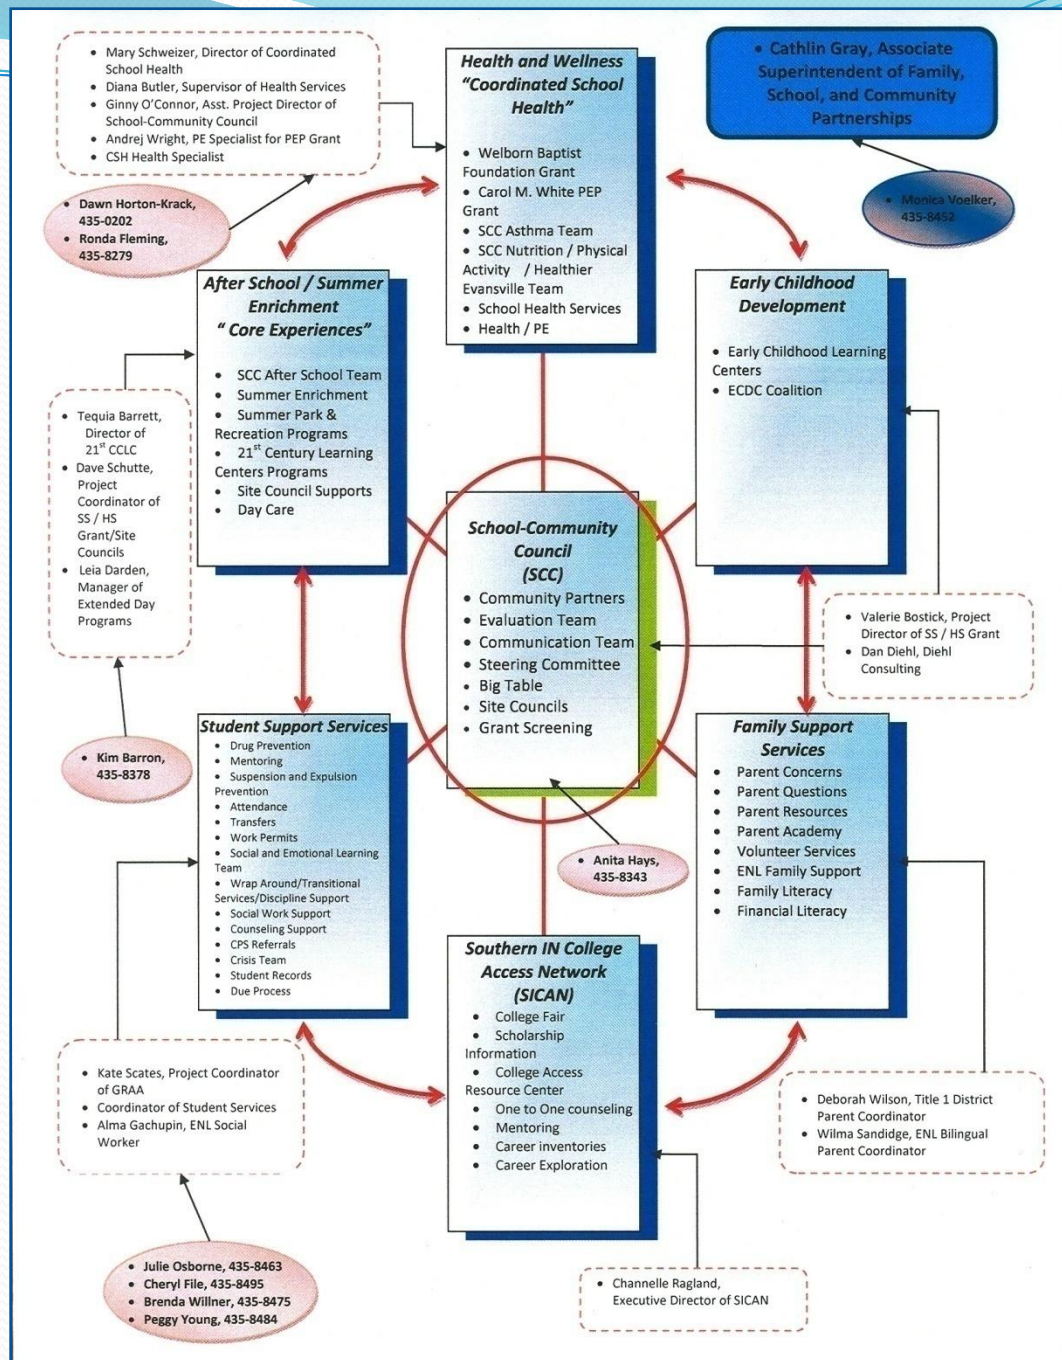 • Mary Schweizer, Director of Coordinated
School Health
• Diana Butler, Supervisor of Health Services
• Ginny O'Connor, Asst. Project Director of
School-Community Council
• Andrej Wright, PE Specialist for PEP Grant
• CSH Health Specialist
Health and Wellness
"Coordinated School
Health"
• Welborn Baptist
Foundation Grant
• Carol M. White PEP
Grant
• SCC Asthma Team
• SCC Nutrition / Physical
Activity / Healthier
Evansville Team
• School Health Services
• Health / PE
• Cathlin Gray, Associate
Superintendent of Family,
School, and Community
Partnerships
• Monica Voelker,
435-8452
• Dawn Horton-Krack,
435-0202
• Ronda Fleming,
435-8279
After School / Summer
Enrichment
" Core Experiences"
• SCC After School Team
• Summer Enrichment
• Summer Park &
Recreation Programs
• 21st Century Learning
Centers Programs
• Site Council Supports
• Day Care
Early Childhood
Development
• Early Childhood Learning
Centers
• ECDC Coalition
• Tequia Barrett,
Director of
21st CCLC
• Dave Schutte,
Project
Coordinator of
SS / HS
Grant/Site
Councils
• Leia Darden,
Manager of
Extended Day
Programs
School-Community
Council
(SCC)
• Community Partners
• Evaluation Team
• Communication Team
• Steering Committee
• Big Table
• Site Councils
• Grant Screening
• Valerie Bostick, Project
Director of SS / HS Grant
• Dan Diehl, Diehl
Consulting
• Kim Barron,
435-8378
Student Support Services
• Drug Prevention
• Mentoring
• Suspension and Expulsion
Prevention
• Attendance
• Transfers
• Work Permits
• Social and Emotional Learning
Team
• Wrap Around/Transitional
Services/Discipline Support
• Social Work Support
• Counseling Support
• CPS Referrals
• Crisis Team
• Student Records
• Due Process
• Anita Hays,
435-8343
Family Support
Services
• Parent Concerns
• Parent Questions
• Parent Resources
• Parent Academy
• Volunteer Services
• ENL Family Support
• Family Literacy
• Financial Literacy
Southern IN College
Access Network
(SICAN)
• College Fair
• Scholarship
Information
• College Access
Resource Center
• One to One counseling
• Mentoring
• Career inventories
• Career Exploration
• Kate Scates, Project Coordinator
of GRAA
• Coordinator of Student Services
• Alma Gachupin, ENL Social
Worker
• Deborah Wilson, Title 1 District
Parent Coordinator
• Wilma Sandidge, ENL Bilingual
Parent Coordinator
• Julie Osborne, 435-8463
• Cheryl File, 435-8495
• Brenda Willner, 435-8475
• Peggy Young, 435-8484
• Channelle Ragland,
Executive Director of SICAN